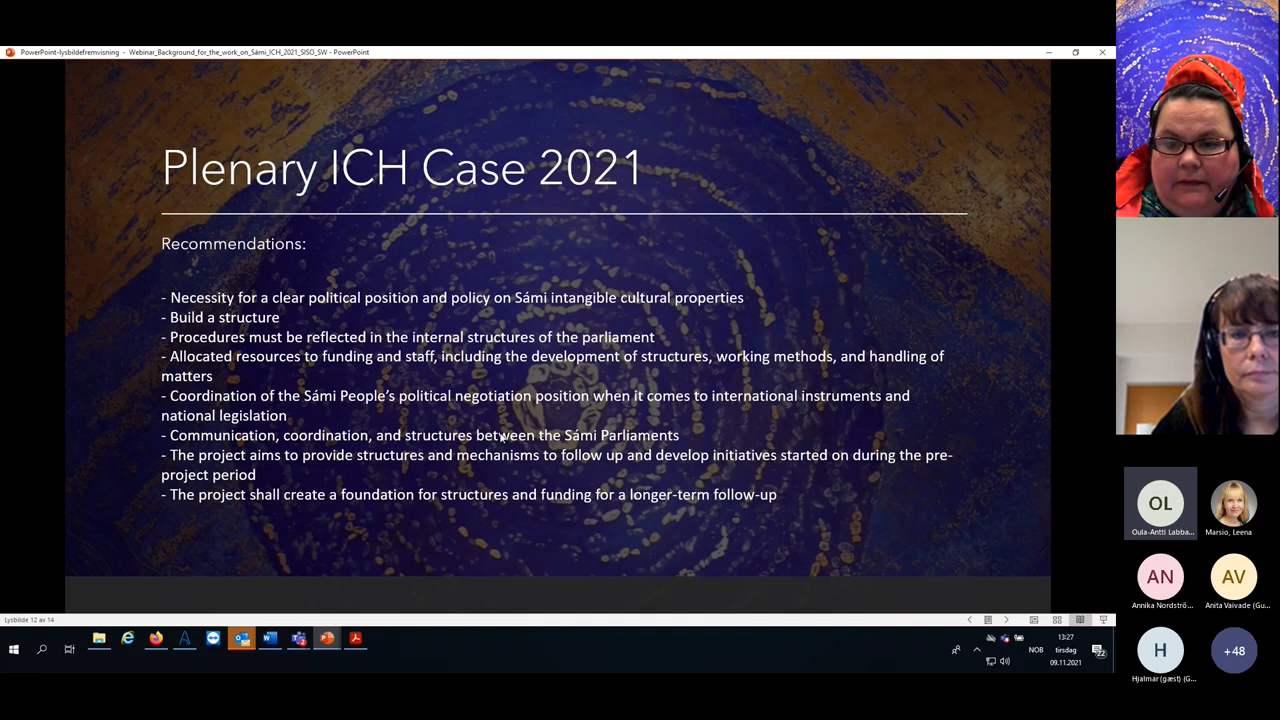 PowerPoint-lysbildefremvisning - Webinar_Background_for_the_work_on_Sámi_ICH_2021_SISO_SW - PowerPoint
Plenary ICH Case 2021
Recommendations:
- Necessity for a clear political position and policy on Sámi intangible cultural properties
- Build a structure
- Procedures must be reflected in the internal structures of the parliament
- Allocated resources to funding and staff, including the development of structures, working methods, and handling of
matters
- Coordination of the Sámi People’s political negotiation position when it comes to international instruments and
national legislation
- Communication, coordination, and structures between the Sámi Parliaments
- The project aims to provide structures and mechanisms to follow up and develop initiatives started on during the pre-
project period
- The project shall create a foundation for structures and funding for a longer-term follow-up
Lysbilde 12 av 14
NOB
13:27
tirsdag
09.11.2021
22
OL
Oula-Antti Labba...
Marsio, Leena
AN
AV
Annika Nordströ...
Anita Vaivade (Gu...
H
+48
Hjalmar (gæst) (G...